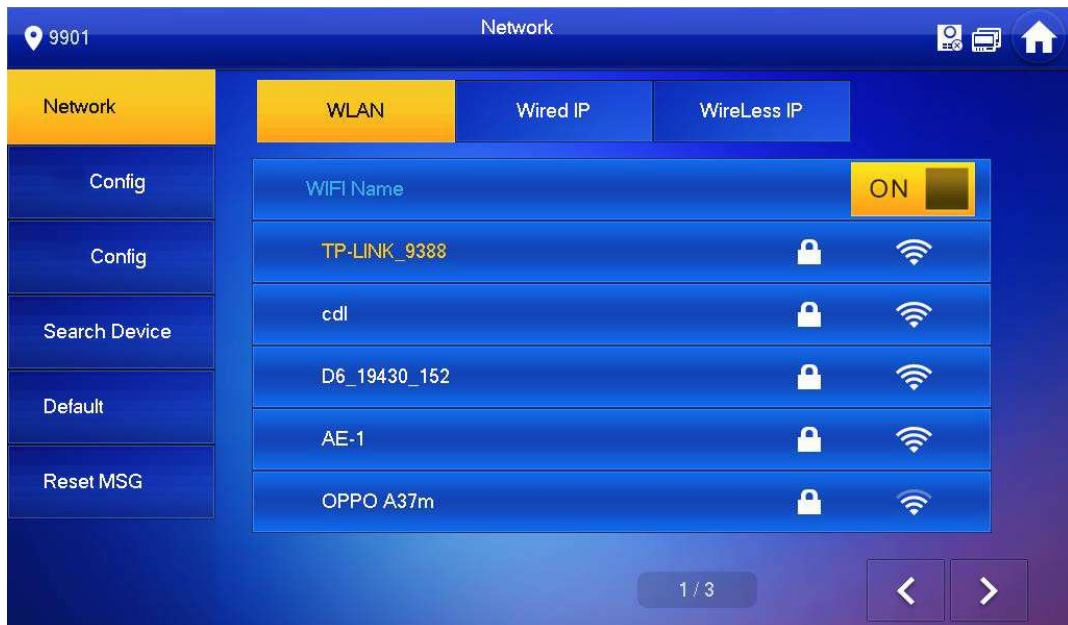 9901
Network
Network
WLAN
Wired IP
WireLess IP
Config
WIFI Name
ON
Config
TP-LINK_9388
Search Device
cdl
D6_19430_152
Default
AE-1
Reset MSG
OPPO A37m
1 / 3